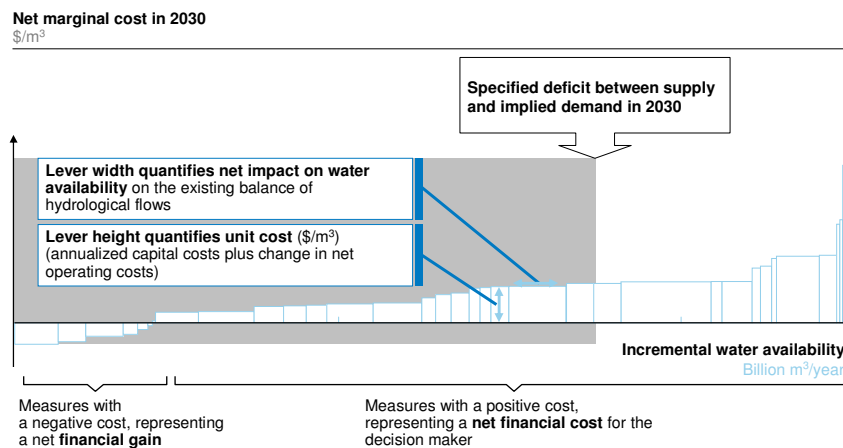 Net marginal cost in 2030
$/m³
Specified deficit between supply
and implied demand in 2030
Lever width quantifies net impact on water
availability on the existing balance of
hydrological flows
Lever height quantifies unit cost ($/m³)
(annualized capital costs plus change in net
operating costs)
Incremental water availability
Billion m³/year
Measures with
a negative cost, representing
a net financial gain
Measures with a positive cost,
representing a net financial cost for the
decision maker